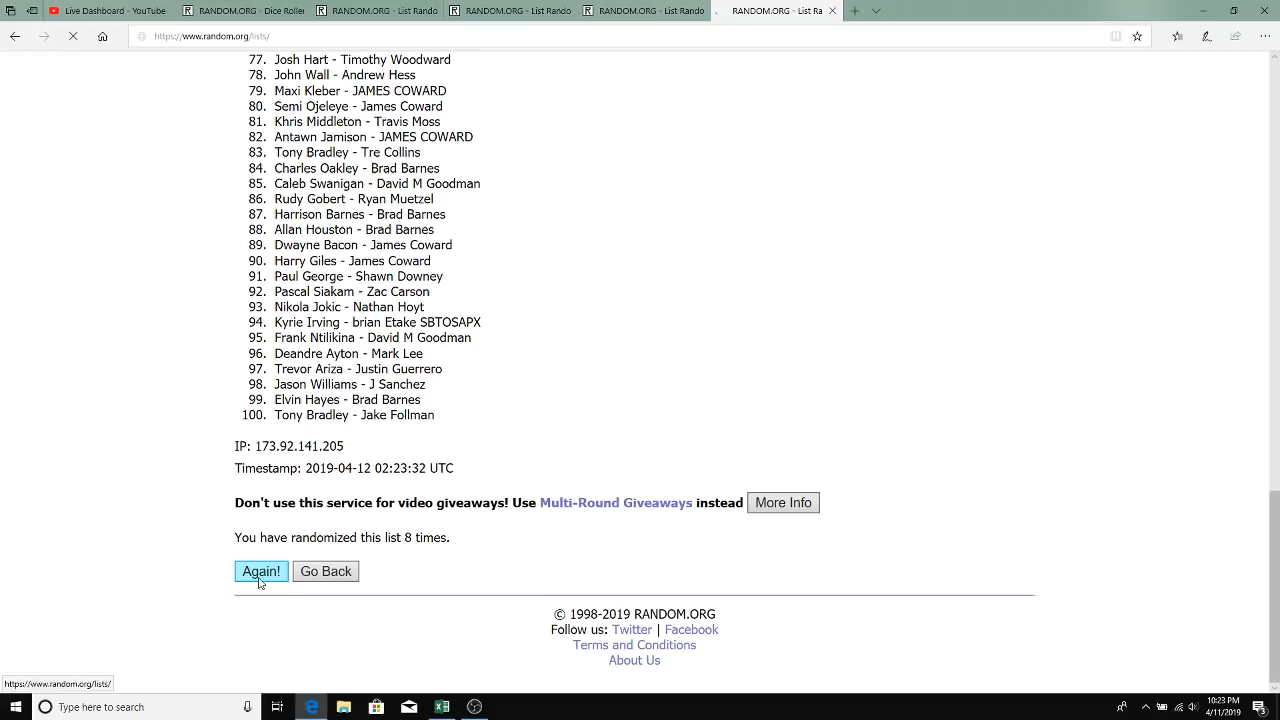 Live Dashboard - YouTube
RANDOM.ORG - Dice Roller
RANDOM.ORG - List Rando
RANDOM.ORG - List Rando
RANDOM.ORG - List Rando
RANDOM.ORG - List Ra
https://www.random.org/lists/
77. Josh Hart - Timothy Woodward
78. John Wall - Andrew Hess
79. Maxi Kleber - JAMES COWARD
80. Semi Ojeleye - James Coward
81. Khris Middleton - Travis Moss
82. Antawn Jamison - JAMES COWARD
83. Tony Bradley - Tre Collins
84. Charles Oakley - Brad Barnes
85. Caleb Swanigan - David M Goodman
86. Rudy Gobert - Ryan Muetzel
87. Harrison Barnes - Brad Barnes
88. Allan Houston - Brad Barnes
89. Dwayne Bacon - James Coward
90. Harry Giles - James Coward
91. Paul George - Shawn Downey
92. Pascal Siakam - Zac Carson
93. Nikola Jokic - Nathan Hoyt
94. Kyrie Irving - brian Etake SBTOSAPX
95. Frank Ntilikina - David M Goodman
96. Deandre Ayton - Mark Lee
97. Trevor Ariza - Justin Guerrero
98. Jason Williams - J Sanchez
99. Elvin Hayes - Brad Barnes
100. Tony Bradley - Jake Follman
IP: 173.92.141.205
Timestamp: 2019-04-12 02:23:32 UTC
Don't use this service for video giveaways! Use Multi-Round Giveaways instead More Info
You have randomized this list 8 times.
Again! Go Back
© 1998-2019 RANDOM.ORG
Follow us: Twitter | Facebook
Terms and Conditions
About Us
https://www.random.org/lists/
Type here to search
10:23 PM
4/11/2019